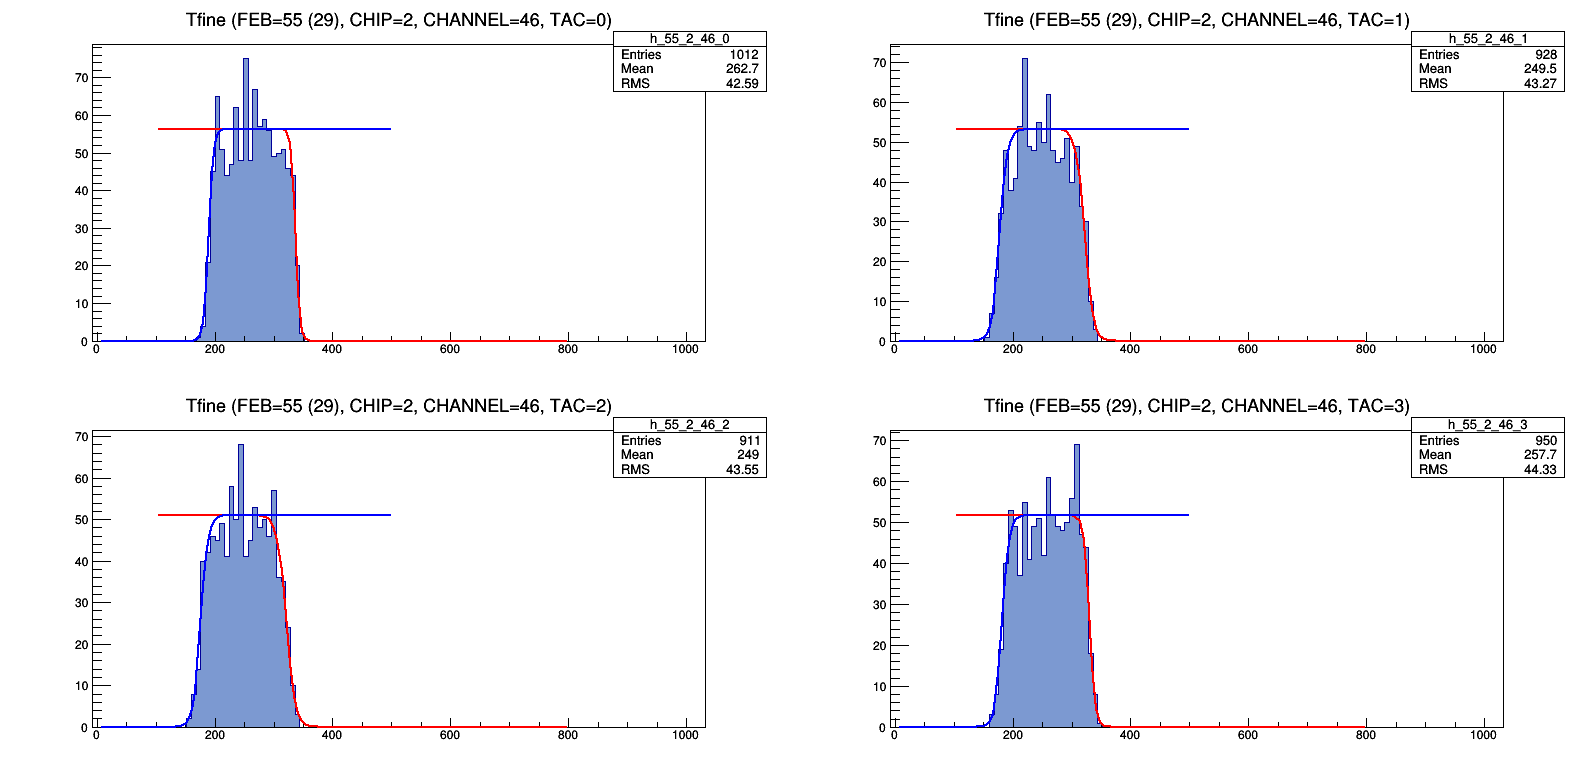 Tfine (FEB=55 (29), CHIP=2, CHANNEL=46, TAC=0)
h_55_2_46_0
Entries 1012
Mean 262.7
RMS 42.59
70
60
50
40
30
20
10
0
0 200 400 600 800 1000
Tfine (FEB=55 (29), CHIP=2, CHANNEL=46, TAC=1)
h_55_2_46_1
Entries 928
Mean 249.5
RMS 43.27
70
60
50
40
30
20
10
0
0 200 400 600 800 1000
Tfine (FEB=55 (29), CHIP=2, CHANNEL=46, TAC=2)
h_55_2_46_2
Entries 911
Mean 249
RMS 43.55
70
60
50
40
30
20
10
0
0 200 400 600 800 1000
Tfine (FEB=55 (29), CHIP=2, CHANNEL=46, TAC=3)
h_55_2_46_3
Entries 950
Mean 257.7
RMS 44.33
70
60
50
40
30
20
10
0
0 200 400 600 800 1000